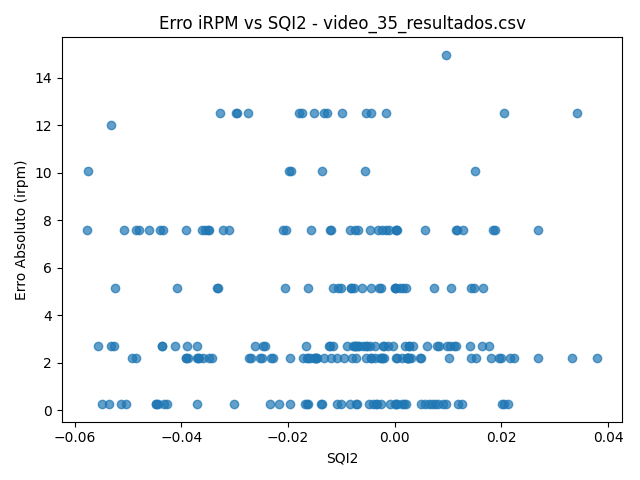 Erro iRPM vs SQI2 - video_35_resultados.csv
Erro Absoluto (irpm)
14
12
10
8
6
4
2
0
−0.06 −0.04 −0.02 0.00 0.02 0.04
SQI2